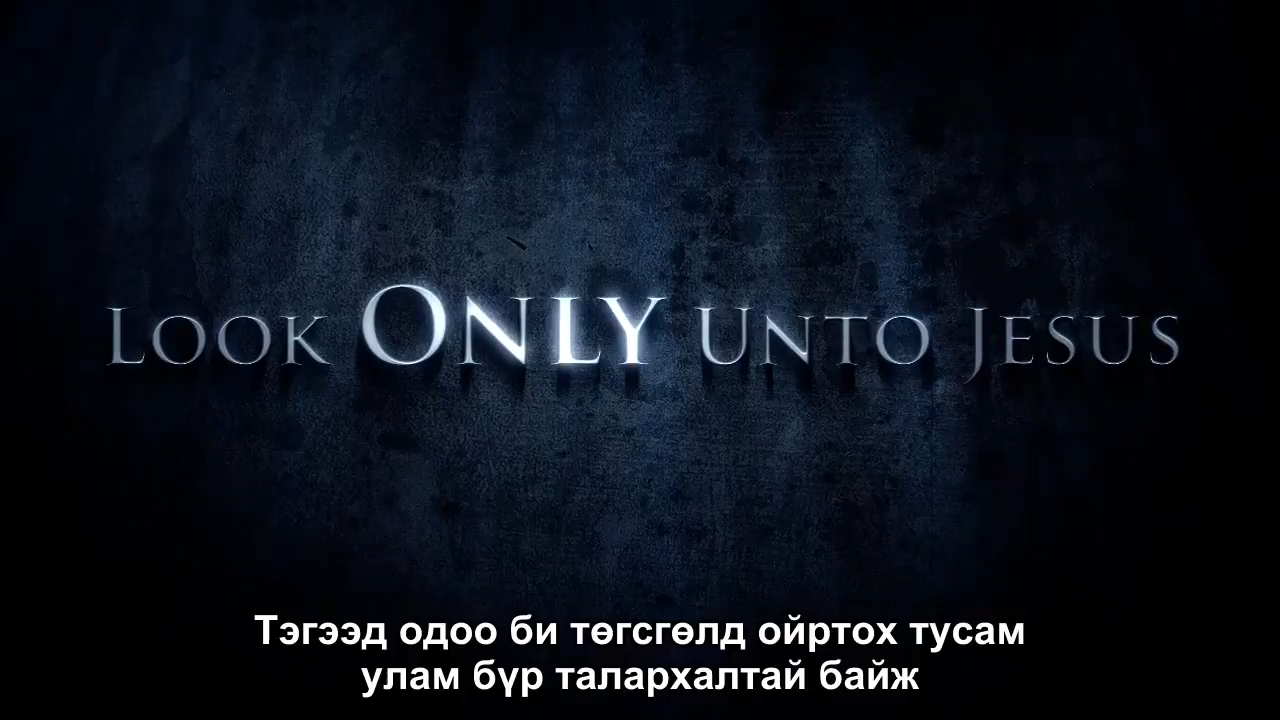 Look Only Unto Jesus
Тэгээд одоо би төгсгөлд ойртох тусам
улам бүр талархалтай байж